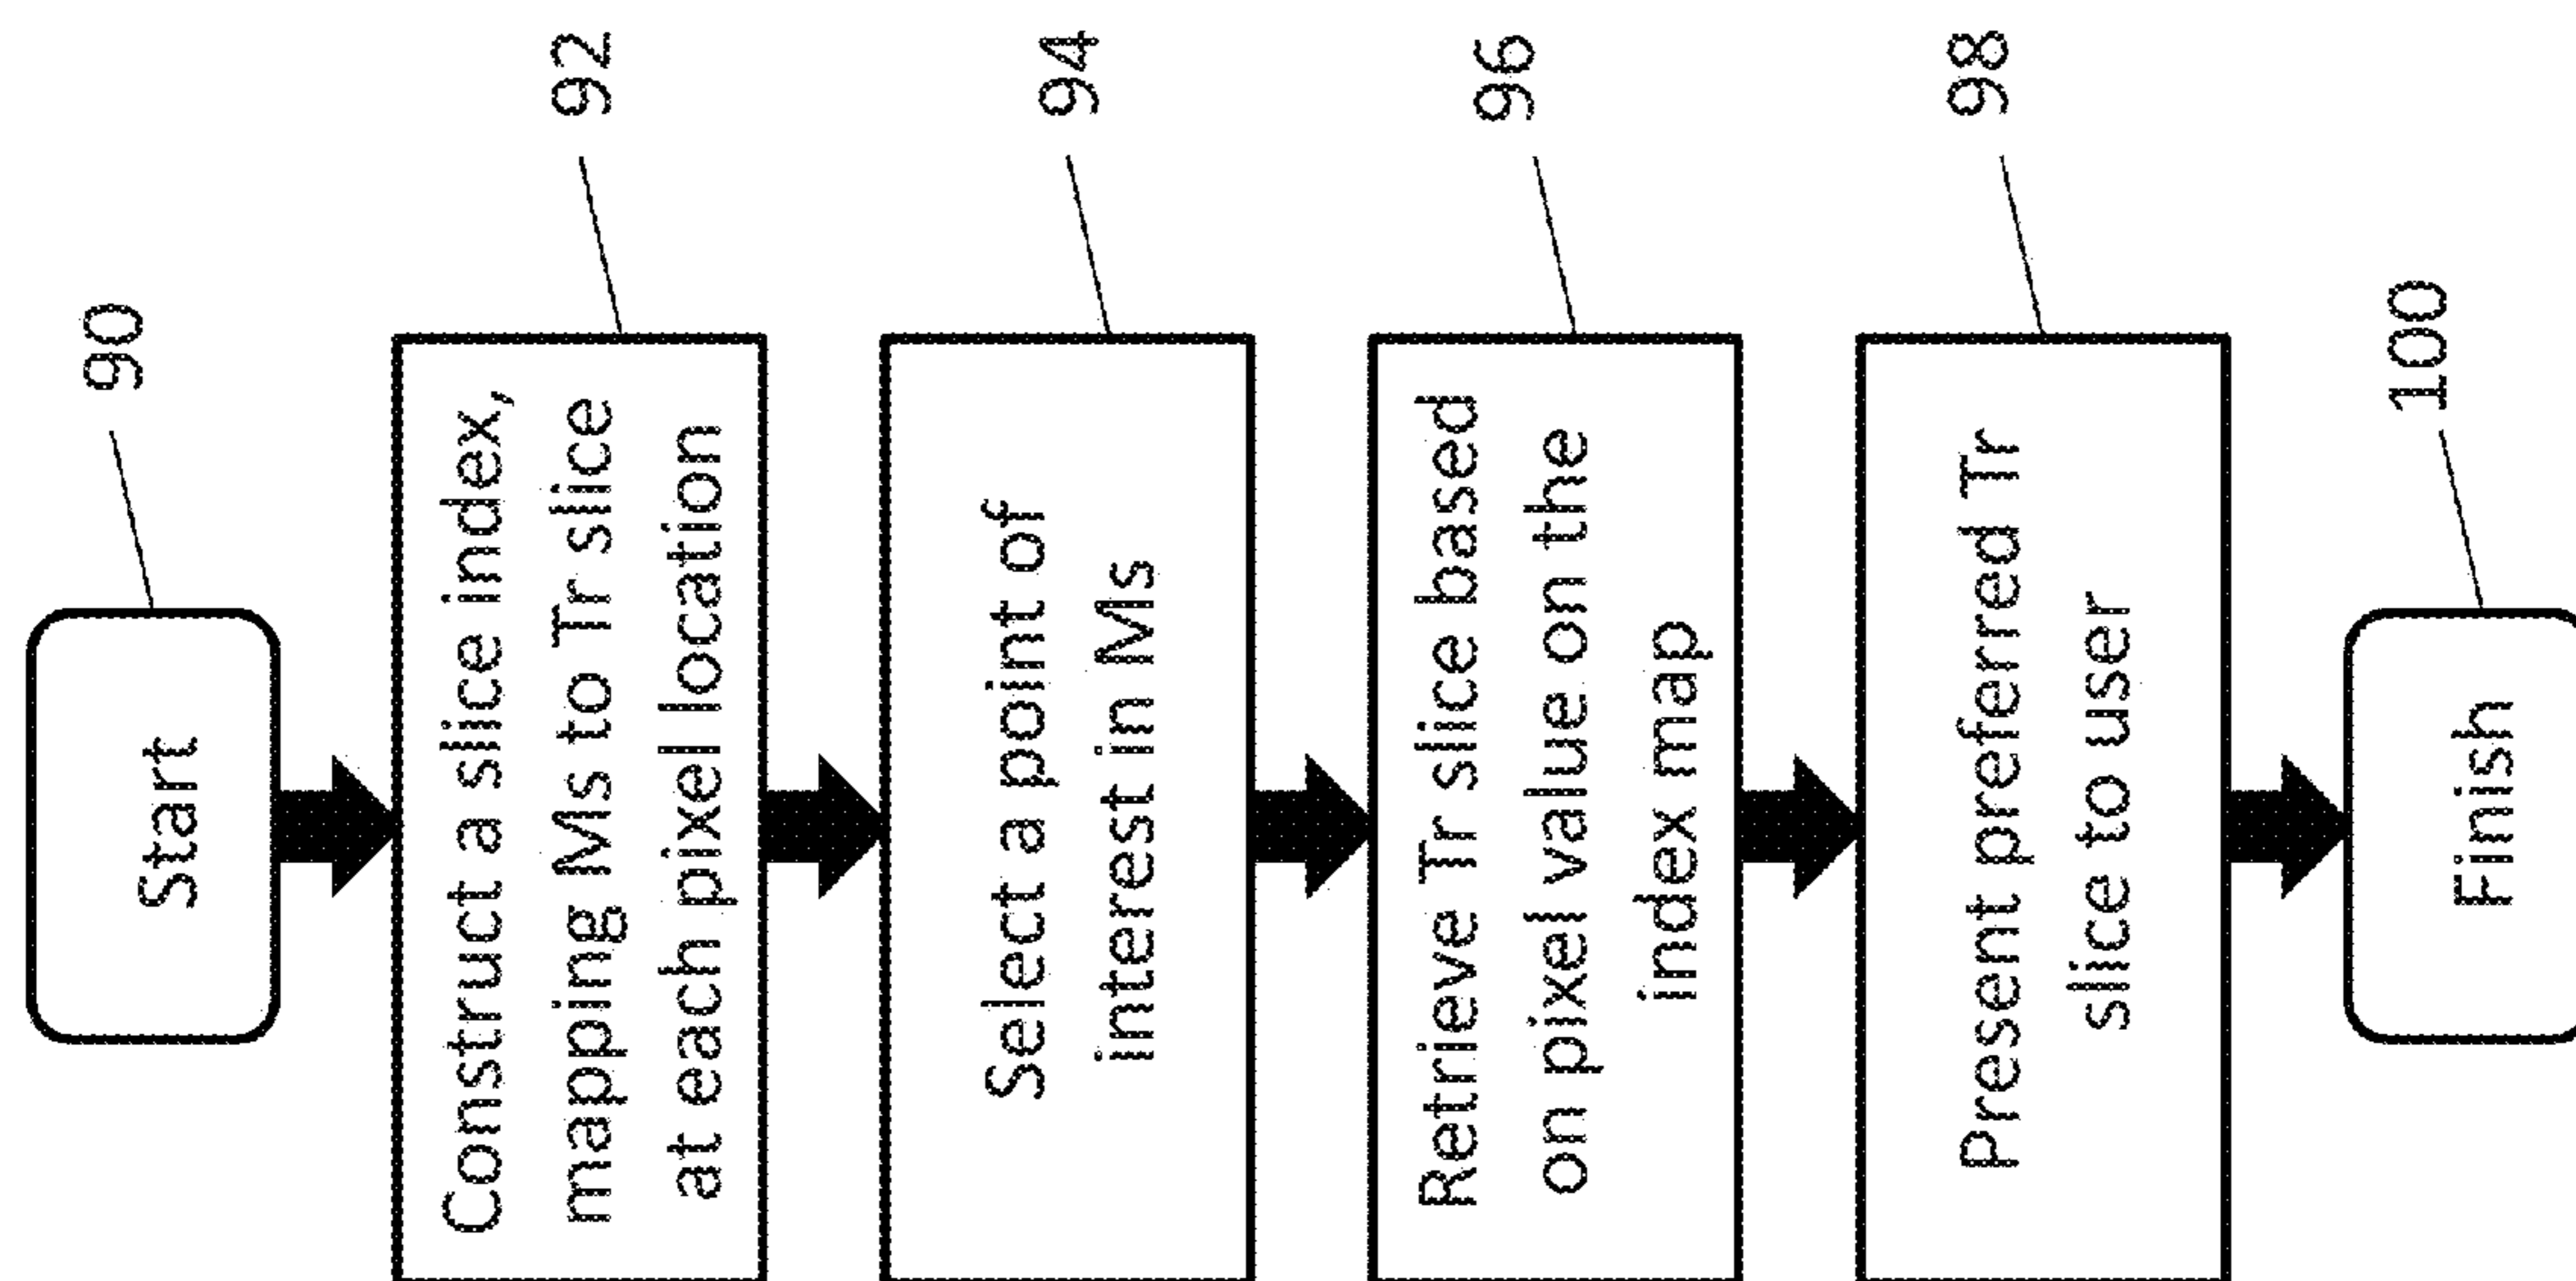 90
Start
92
Construct a slice index,
mapping Ms to Tr slice
at each pixel location
94
Select a point of
interest in Ms
96
Retrieve Tr slice based
on pixel value on the
index map
98
Present preferred Tr
slice to user
100
Finish